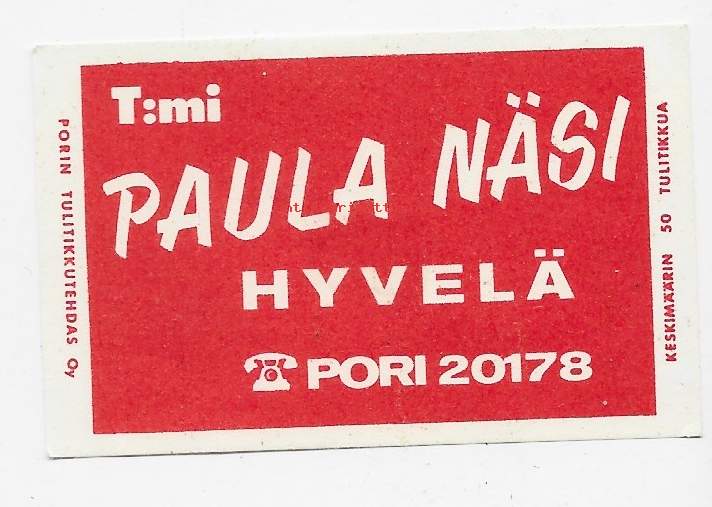 T:mi
PAULA NÄSI
HYVELÄ
☎ PORI 20178
PORIN TULITIKKUTEHDAS Oy
KESKIMÄÄRIN 50 TULITIKKUA